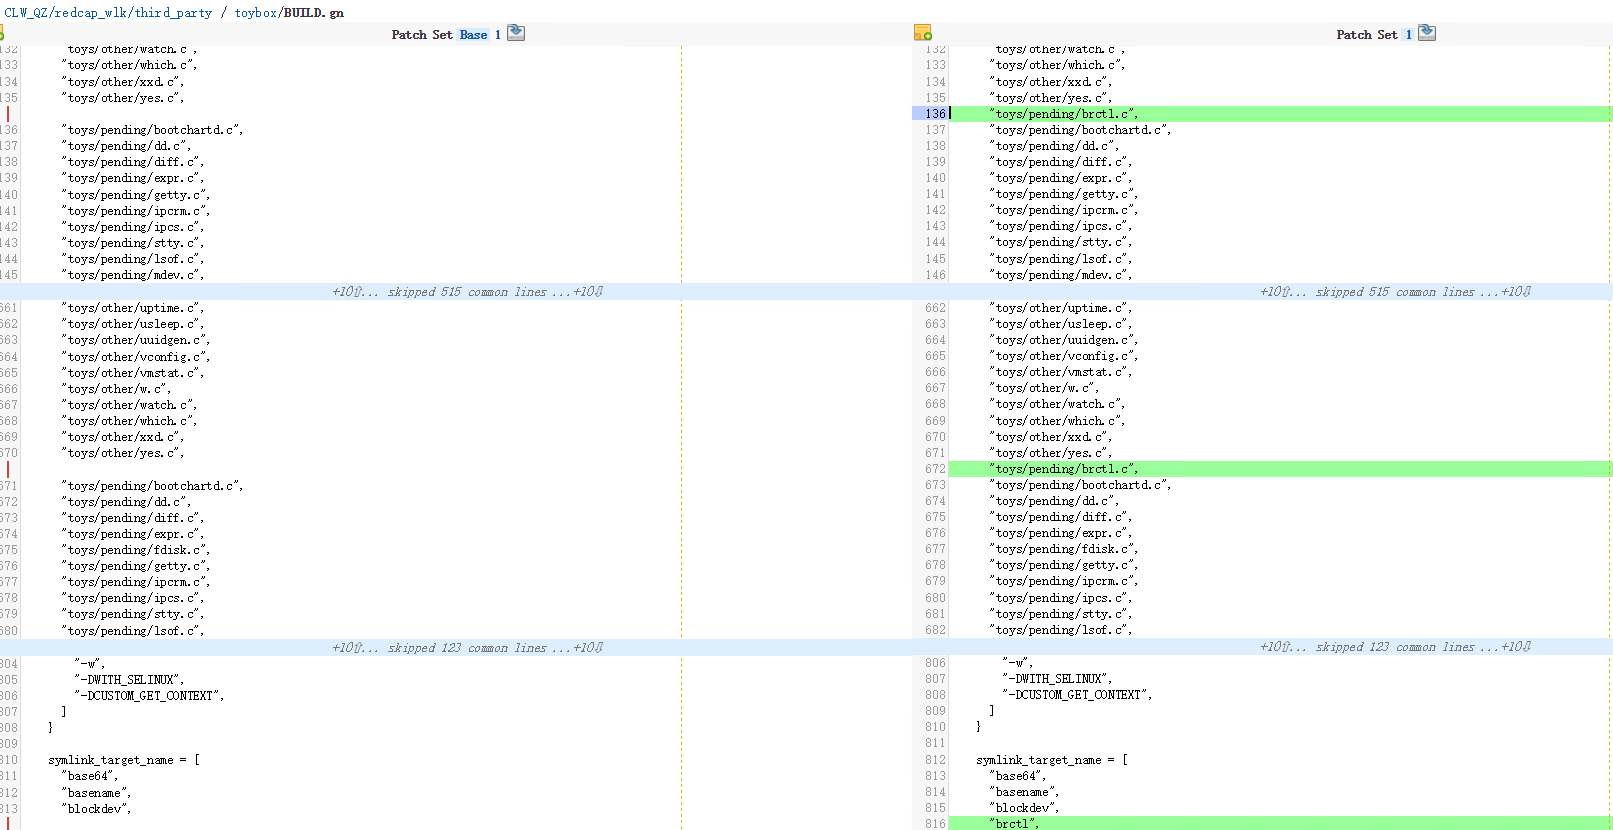 CLW_QZ/redcap_wlk/third_party / toybox/BUILD.gn
Patch Set Base 1
132 "toys/other/watch.c",
133 "toys/other/which.c",
134 "toys/other/xxd.c",
135 "toys/other/yes.c",
136 "toys/pending/bootchartd.c",
137 "toys/pending/dd.c",
138 "toys/pending/diff.c",
139 "toys/pending/expr.c",
140 "toys/pending/getty.c",
141 "toys/pending/ipcrm.c",
142 "toys/pending/ipcs.c",
143 "toys/pending/stty.c",
144 "toys/pending/lsof.c",
145 "toys/pending/mdev.c",
+10⇧... skipped 515 common lines ...+10⇩
661 "toys/other/uptime.c",
662 "toys/other/usleep.c",
663 "toys/other/uuidgen.c",
664 "toys/other/vconfig.c",
665 "toys/other/vmstat.c",
666 "toys/other/w.c",
667 "toys/other/watch.c",
668 "toys/other/which.c",
669 "toys/other/xxd.c",
670 "toys/other/yes.c",
671 "toys/pending/bootchartd.c",
672 "toys/pending/dd.c",
673 "toys/pending/diff.c",
674 "toys/pending/expr.c",
675 "toys/pending/fdisk.c",
676 "toys/pending/getty.c",
677 "toys/pending/ipcrm.c",
678 "toys/pending/ipcs.c",
679 "toys/pending/stty.c",
680 "toys/pending/lsof.c",
+10⇧... skipped 123 common lines ...+10⇩
804 "-w",
805 "-DWITH_SELINUX",
806 "-DCUSTOM_GET_CONTEXT",
807 ]
808 }
809
810 symlink_target_name = [
811 "base64",
812 "basename",
813 "blockdev",
Patch Set 1
132 "toys/other/watch.c",
133 "toys/other/which.c",
134 "toys/other/xxd.c",
135 "toys/other/yes.c",
136 "toys/pending/brctl.c",
137 "toys/pending/bootchartd.c",
138 "toys/pending/dd.c",
139 "toys/pending/diff.c",
140 "toys/pending/expr.c",
141 "toys/pending/getty.c",
142 "toys/pending/ipcrm.c",
143 "toys/pending/ipcs.c",
144 "toys/pending/stty.c",
145 "toys/pending/lsof.c",
146 "toys/pending/mdev.c",
+10⇧... skipped 515 common lines ...+10⇩
662 "toys/other/uptime.c",
663 "toys/other/usleep.c",
664 "toys/other/uuidgen.c",
665 "toys/other/vconfig.c",
666 "toys/other/vmstat.c",
667 "toys/other/w.c",
668 "toys/other/watch.c",
669 "toys/other/which.c",
670 "toys/other/xxd.c",
671 "toys/other/yes.c",
672 "toys/pending/brctl.c",
673 "toys/pending/bootchartd.c",
674 "toys/pending/dd.c",
675 "toys/pending/diff.c",
676 "toys/pending/expr.c",
677 "toys/pending/fdisk.c",
678 "toys/pending/getty.c",
679 "toys/pending/ipcrm.c",
680 "toys/pending/ipcs.c",
681 "toys/pending/stty.c",
682 "toys/pending/lsof.c",
+10⇧... skipped 123 common lines ...+10⇩
806 "-w",
807 "-DWITH_SELINUX",
808 "-DCUSTOM_GET_CONTEXT",
809 ]
810 }
811
812 symlink_target_name = [
813 "base64",
814 "basename",
815 "blockdev",
816 "brctl",